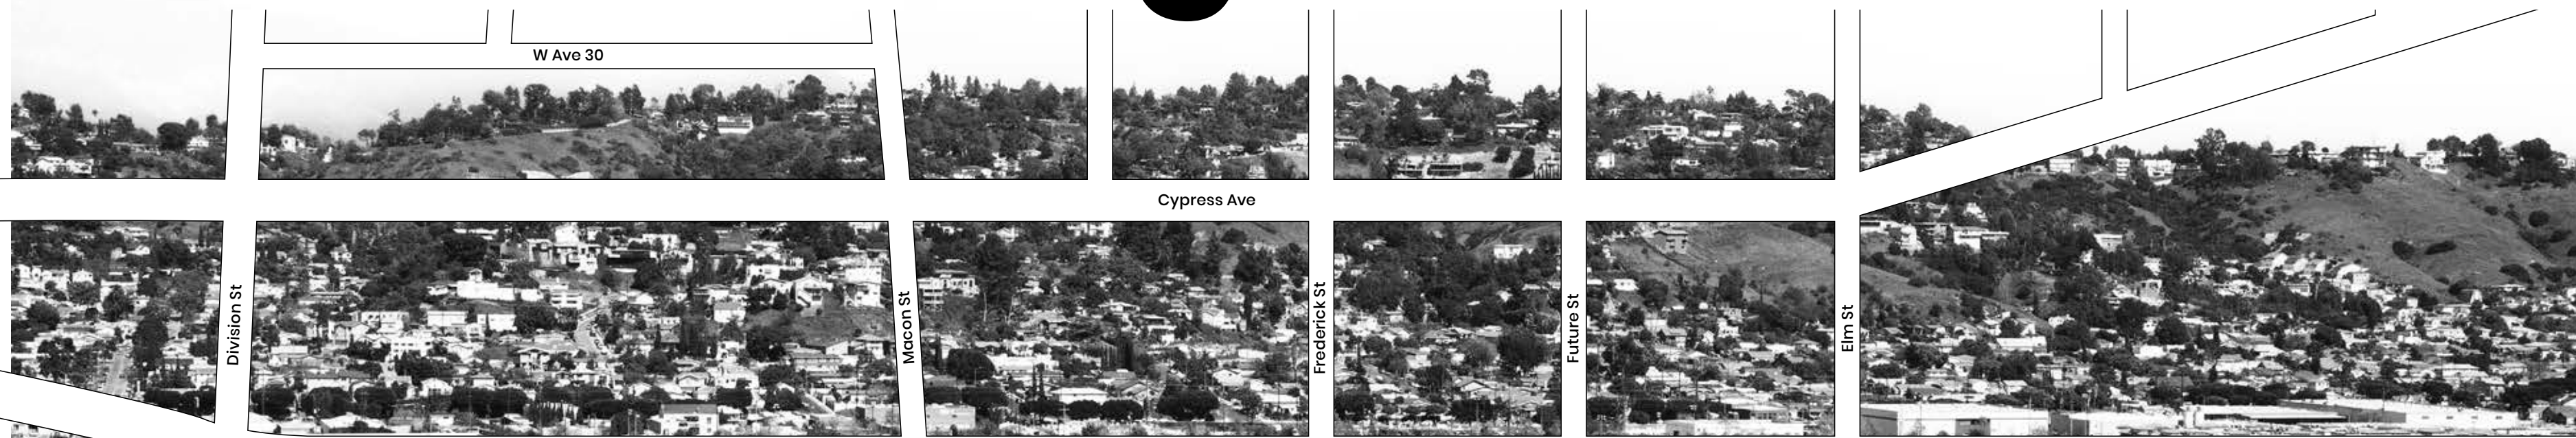 W Ave 30
Cypress Ave
Division St
Macon St
Frederick St
Future St
Elm St